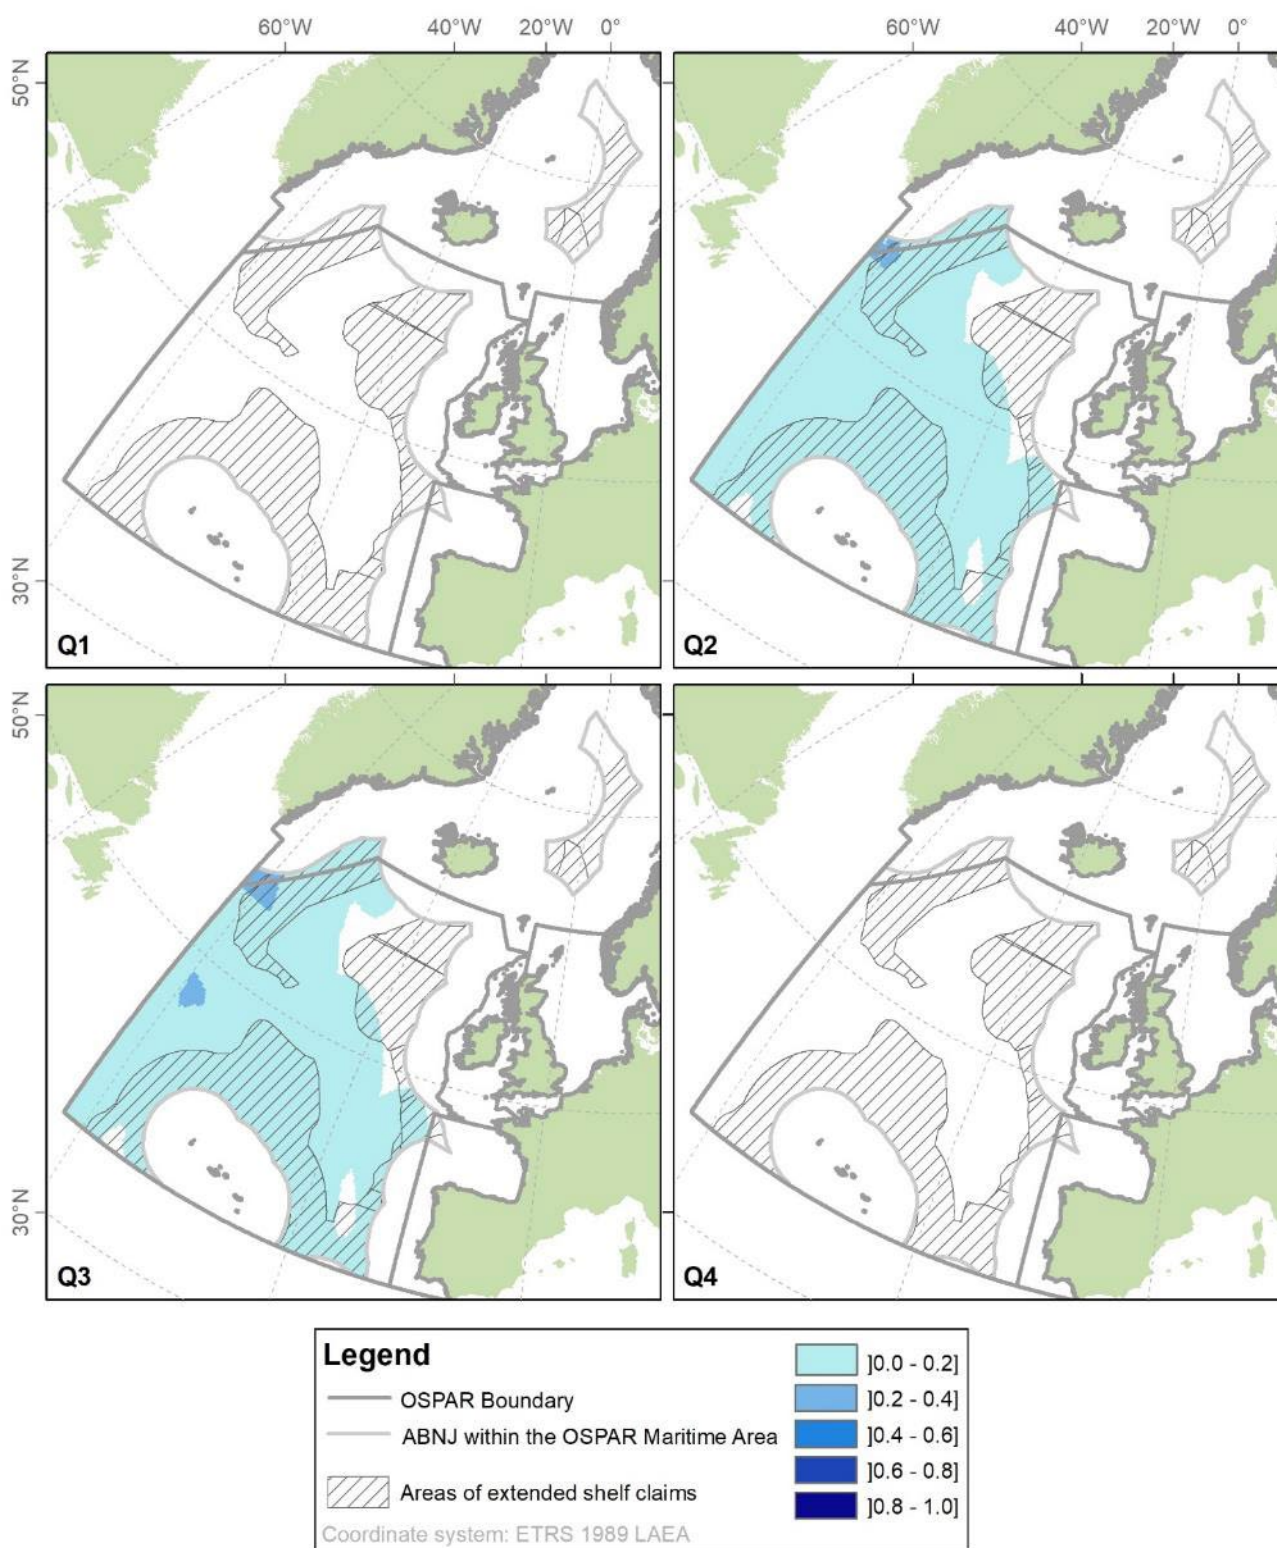 60°W 40°W 20°W 0° 60°W 40°W 20°W 0°
50°N
30°N
Q1 Q2
50°N
30°N
Q3 Q4
Legend
OSPAR Boundary
ABNJ within the OSPAR Maritime Area
Areas of extended shelf claims
Coordinate system: ETRS 1989 LAEA
]0.0 - 0.2]
]0.2 - 0.4]
]0.4 - 0.6]
]0.6 - 0.8]
]0.8 - 1.0]